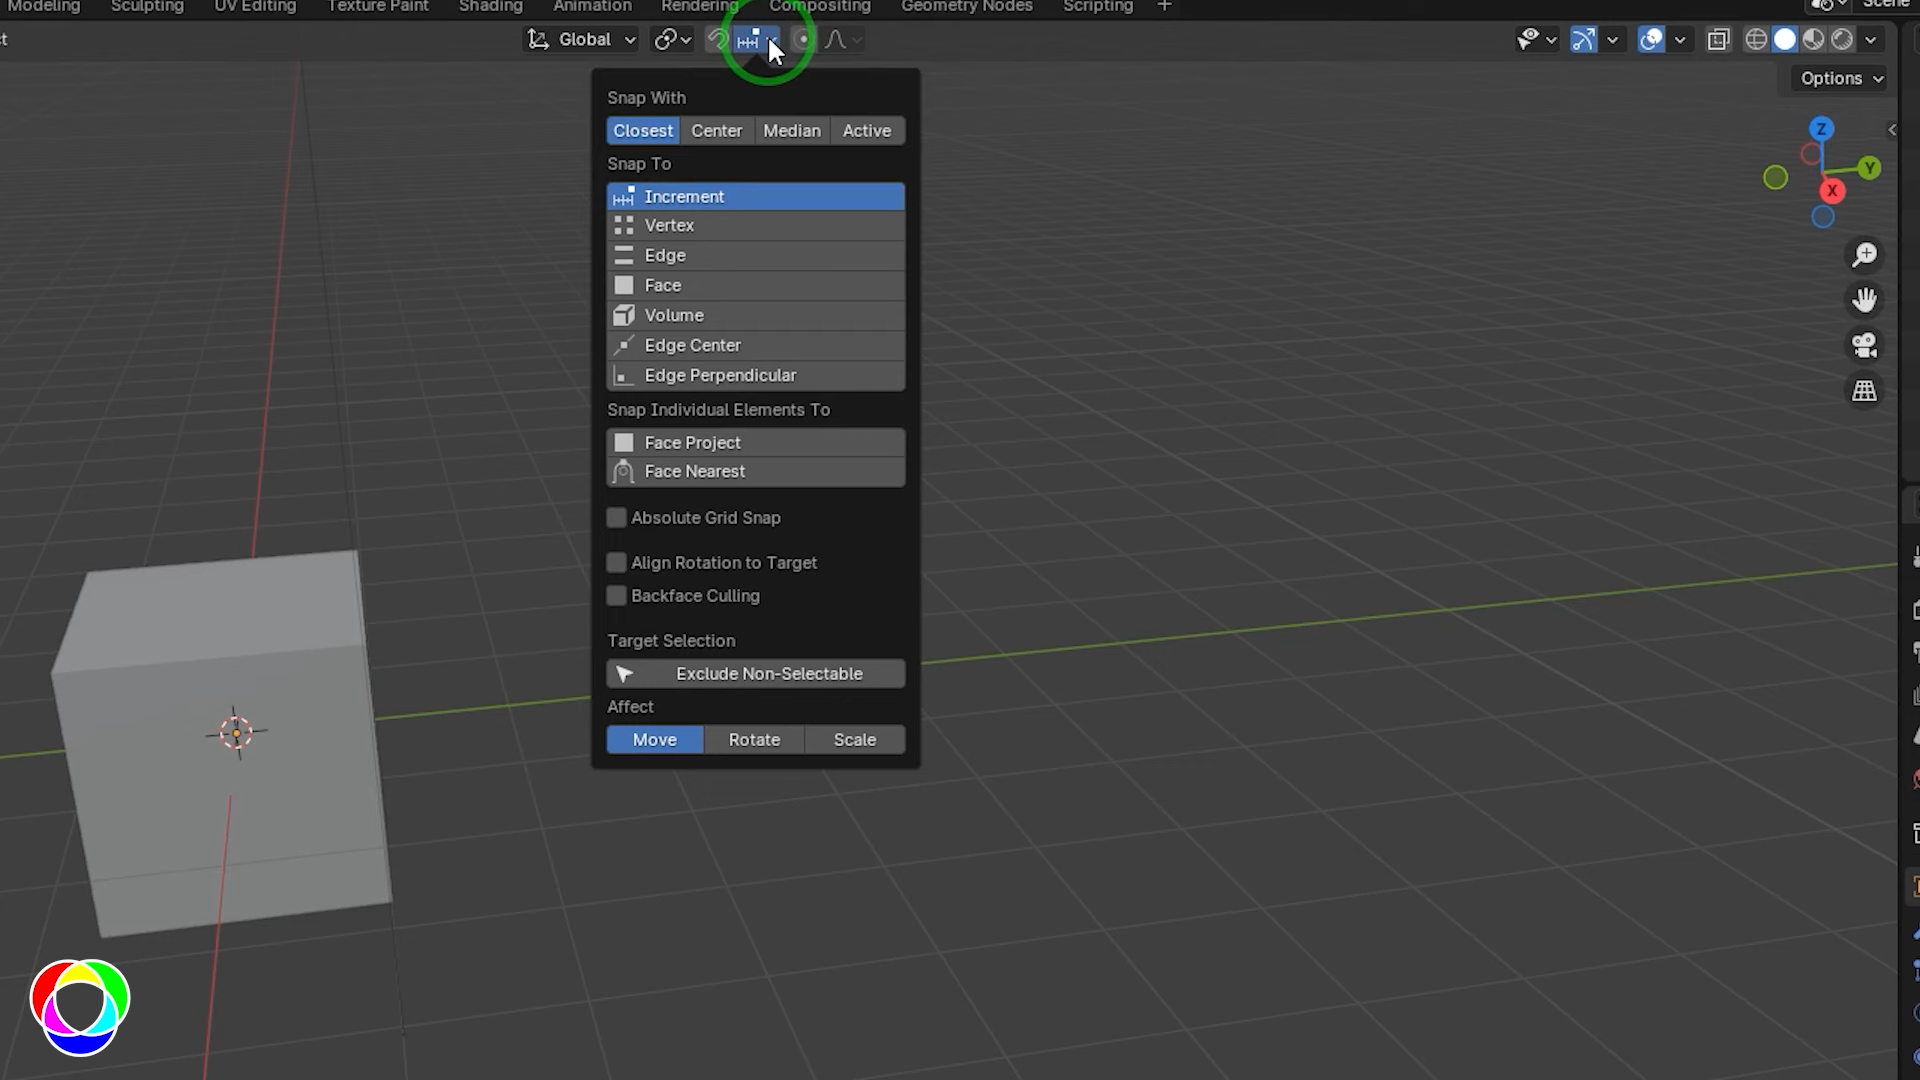 Modeling Sculpting UV Editing Texture Paint Shading Animation Rendering Compositing Geometry Nodes Scripting + Scene
Global
Options
Snap With
Closest Center Median Active
Snap To
Increment
Vertex
Edge
Face
Volume
Edge Center
Edge Perpendicular
Snap Individual Elements To
Face Project
Face Nearest
Absolute Grid Snap
Align Rotation to Target
Backface Culling
Target Selection
Exclude Non-Selectable
Affect
Move Rotate Scale
Z
Y
X